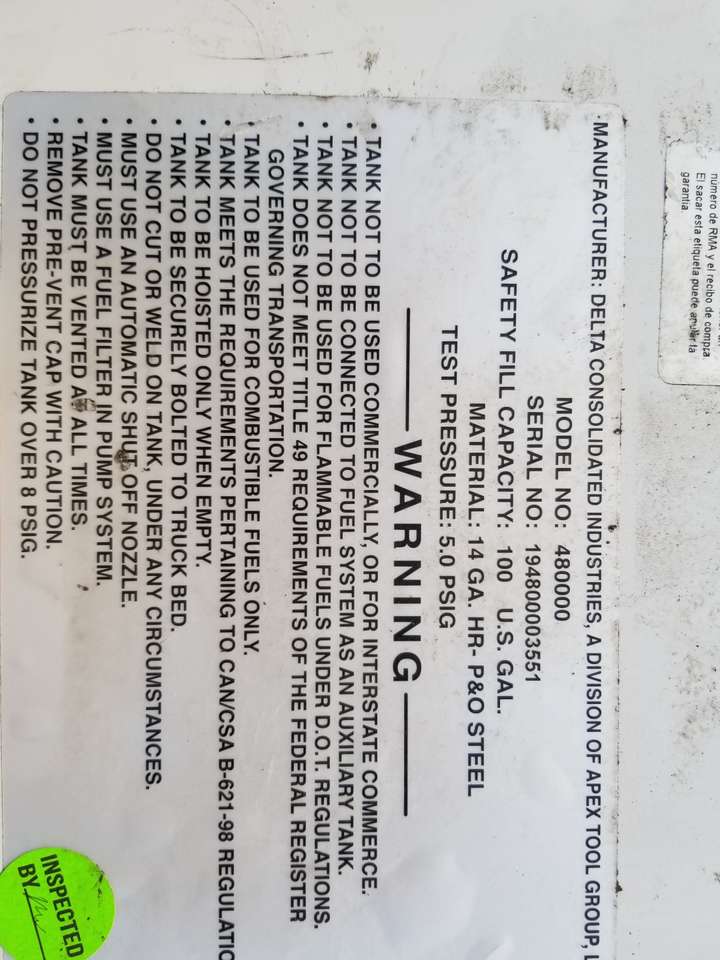 número de RMA y el recibo de compra.
El sacar esta etiqueta puede anular la
garantía
·MANUFACTURER: DELTA CONSOLIDATED INDUSTRIES, A DIVISION OF APEX TOOL GROUP,
MODEL NO: 480000
SERIAL NO: 194800003551
SAFETY FILL CAPACITY: 100 U.S. GAL.
MATERIAL: 14 GA. HR- P&O STEEL
TEST PRESSURE: 5.0 PSIG
WARNING
• TANK NOT TO BE USED COMMERCIALLY, OR FOR INTERSTATE COMMERCE.
• TANK NOT TO BE CONNECTED TO FUEL SYSTEM AS AN AUXILIARY TANK.
• TANK NOT TO BE USED FOR FLAMMABLE FUELS UNDER D.O.T. REGULATIONS.
• TANK DOES NOT MEET TITLE 49 REQUIREMENTS OF THE FEDERAL REGISTER
GOVERNING TRANSPORTATION.
• TANK TO BE USED FOR COMBUSTIBLE FUELS ONLY.
• TANK MEETS THE REQUIREMENTS PERTAINING TO CAN/CSA B-621-98 REGULATIO
• TANK TO BE HOISTED ONLY WHEN EMPTY.
• TANK TO BE SECURELY BOLTED TO TRUCK BED.
• DO NOT CUT OR WELD ON TANK, UNDER ANY CIRCUMSTANCES.
• MUST USE AN AUTOMATIC SHUT OFF NOZZLE.
• MUST USE A FUEL FILTER IN PUMP SYSTEM.
• TANK MUST BE VENTED AT ALL TIMES.
• REMOVE PRE-VENT CAP WITH CAUTION.
• DO NOT PRESSURIZE TANK OVER 8 PSIG.
INSPECTED
BY